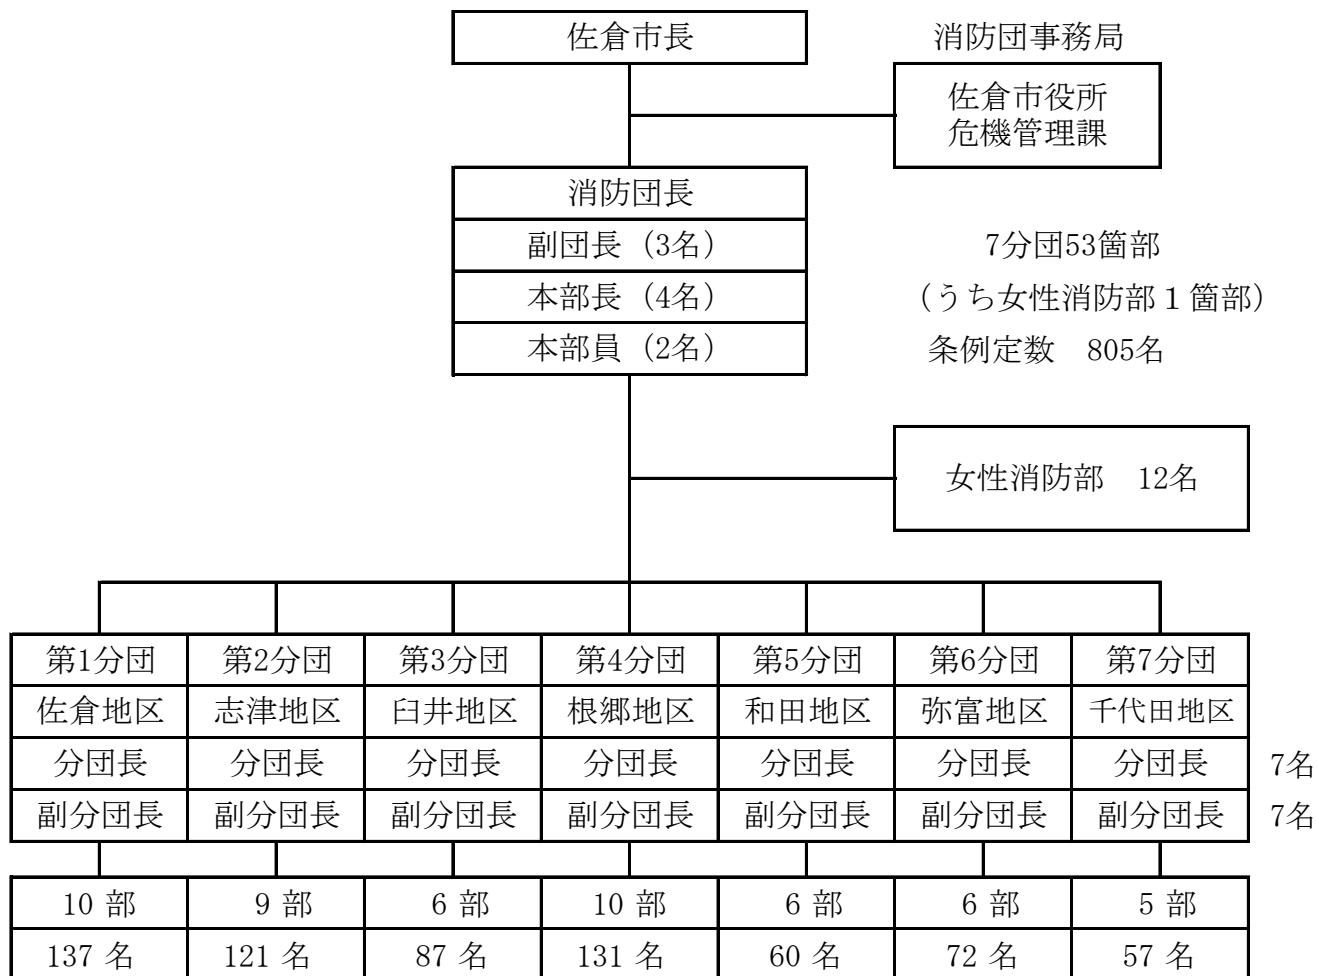 佐倉市長
消防団事務局
佐倉市役所
危機管理課
消防団長
副団長（3名）
本部長（4名）
本部員（2名）
7分団53箇部
（うち女性消防部１箇部）
条例定数　805名
女性消防部　12名
第1分団 第2分団 第3分団 第4分団 第5分団 第6分団 第7分団
佐倉地区 志津地区 臼井地区 根郷地区 和田地区 弥富地区 千代田地区
分団長 分団長 分団長 分団長 分団長 分団長 分団長 7名
副分団長 副分団長 副分団長 副分団長 副分団長 副分団長 副分団長 7名
10 部 9 部 6 部 10 部 6 部 6 部 5 部
137 名 121 名 87 名 131 名 60 名 72 名 57 名